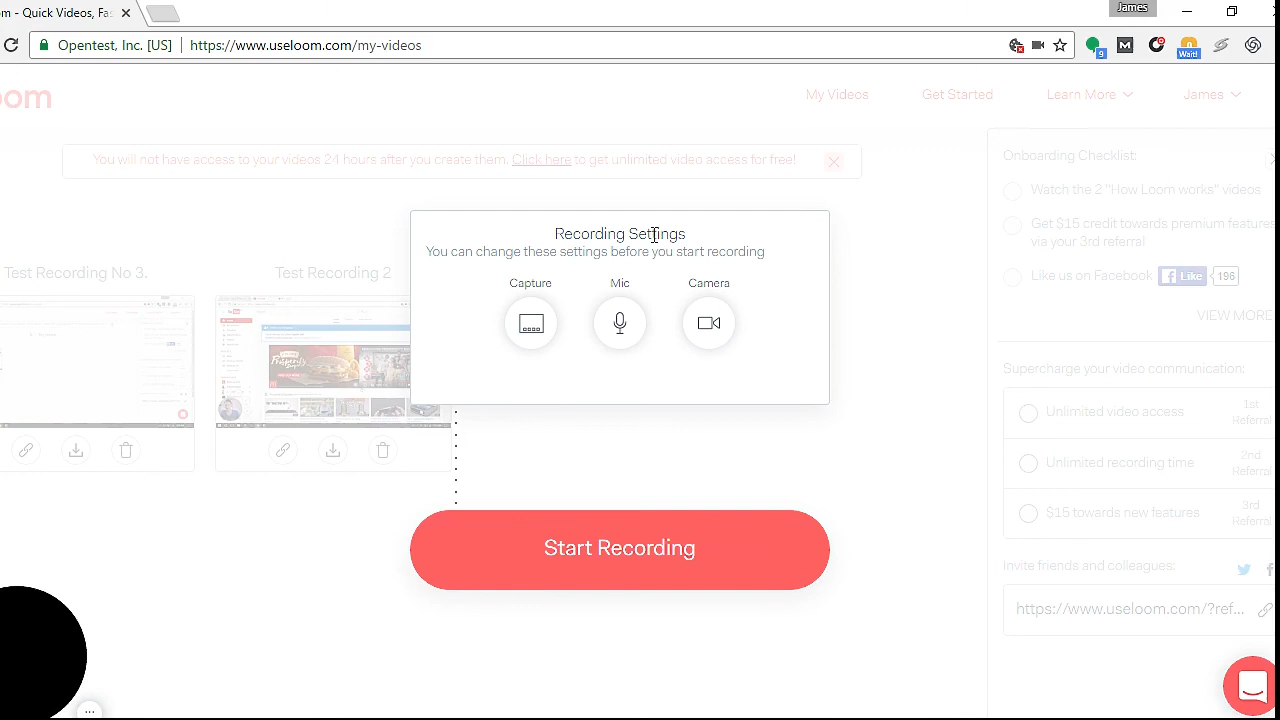 James
m - Quick Videos, Fas
Opentest, Inc. [US]
https://www.useloom.com/my-videos
9
Wait!
oom
My Videos
Get Started
Learn More
James
You will not have access to your videos 24 hours after you create them. Click here to get unlimited video access for free!
Onboarding Checklist:
Watch the 2 "How Loom works" videos
Get $15 credit towards premium features
via your 3rd referral
Like us on Facebook
Like
196
VIEW MORE
Recording Settings
You can change these settings before you start recording
Capture
Mic
Camera
Test Recording No 3.
Test Recording 2
Start Recording
Supercharge your video communication:
Unlimited video access
1st
Referral
Unlimited recording time
2nd
Referral
$15 towards new features
3rd
Referral
Invite friends and colleagues:
https://www.useloom.com/?ref...